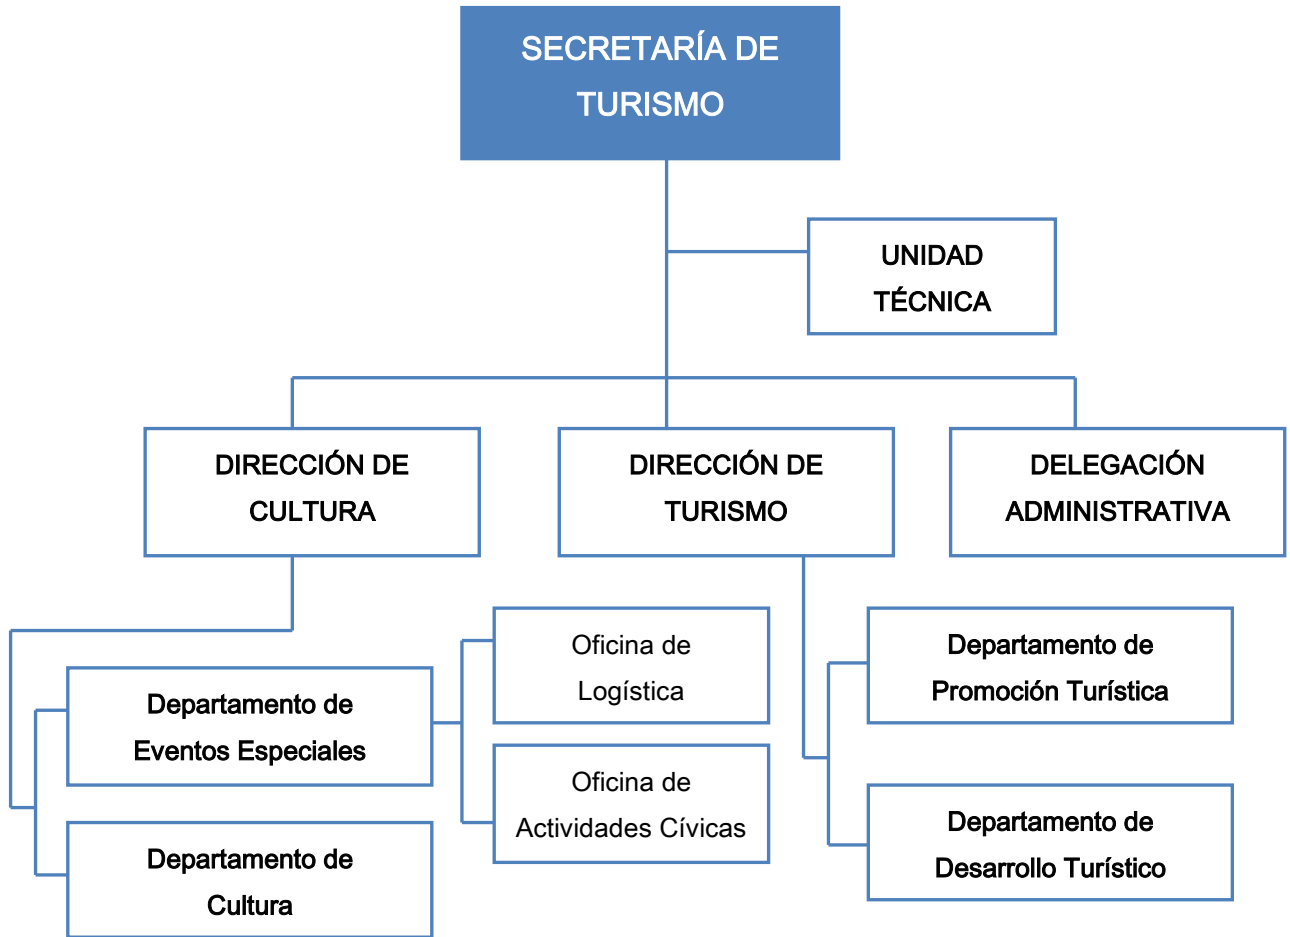 SECRETARÍA DE
TURISMO
UNIDAD
TÉCNICA
DIRECCIÓN DE
CULTURA
DIRECCIÓN DE
TURISMO
DELEGACIÓN
ADMINISTRATIVA
Departamento de
Eventos Especiales
Departamento de
Cultura
Oficina de
Logística
Oficina de
Actividades Cívicas
Departamento de
Promoción Turística
Departamento de
Desarrollo Turístico